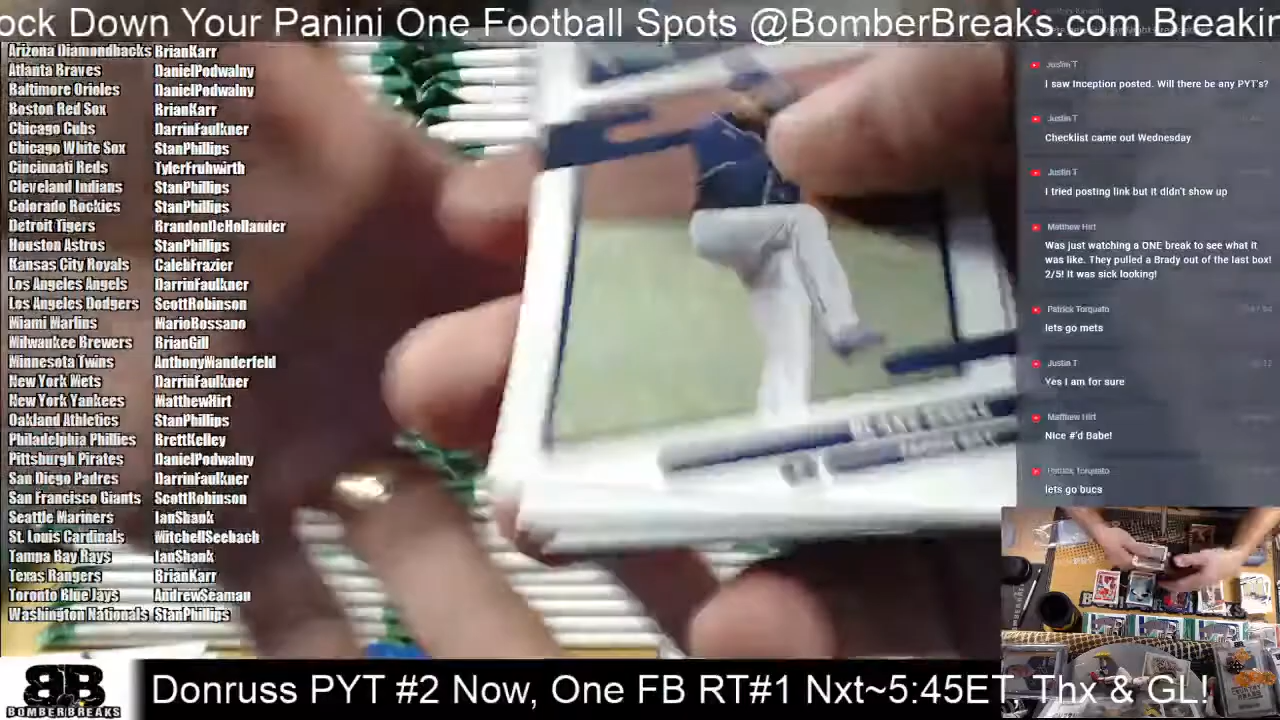 ock Down Your Panini One Football Spots @BomberBreaks.com Breakin
Arizona Diamondbacks BrianKarr
Atlanta Braves DanielPodwalny
Baltimore Orioles DanielPodwalny
Boston Red Sox BrianKarr
Chicago Cubs DarrinFaulkner
Chicago White Sox StanPhillips
Cincinnati Reds TylerFruhwirth
Cleveland Indians StanPhillips
Colorado Rockies StanPhillips
Detroit Tigers BrandonDeHollander
Houston Astros StanPhillips
Kansas City Royals CalebFrazier
Los Angeles Angels DarrinFaulkner
Los Angeles Dodgers ScottRobinson
Miami Marlins MarioBossano
Milwaukee Brewers BrianGill
Minnesota Twins AnthonyWanderfeld
New York Mets DarrinFaulkner
New York Yankees MatthewHirt
Oakland Athletics StanPhillips
Philadelphia Phillies BrettKelley
Pittsburgh Pirates DanielPodwalny
San Diego Padres DarrinFaulkner
San Francisco Giants ScottRobinson
Seattle Mariners IanShank
St. Louis Cardinals MitchellSeebach
Tampa Bay Rays IanShank
Texas Rangers BrianKarr
Toronto Blue Jays AndrewSeaman
Washington Nationals StanPhillips
Justin T
I saw Inception posted. Will there be any PYT's?
Justin T
Checklist came out Wednesday
Justin T
I tried posting link but it didn't show up
Matthew Hirt
Was just watching a ONE break to see what it
was like. They pulled a Brady out of the last box!
2/5! It was sick looking!
Patrick Torquato
lets go mets
Justin T
Yes I am for sure
Matthew Hirt
Nice #'d Babe!
Patrick Torquato
lets go bucs
BB
BOMBERBREAKS
Donruss PYT #2 Now, One FB RT#1 Nxt~5:45ET, Thx & GL!